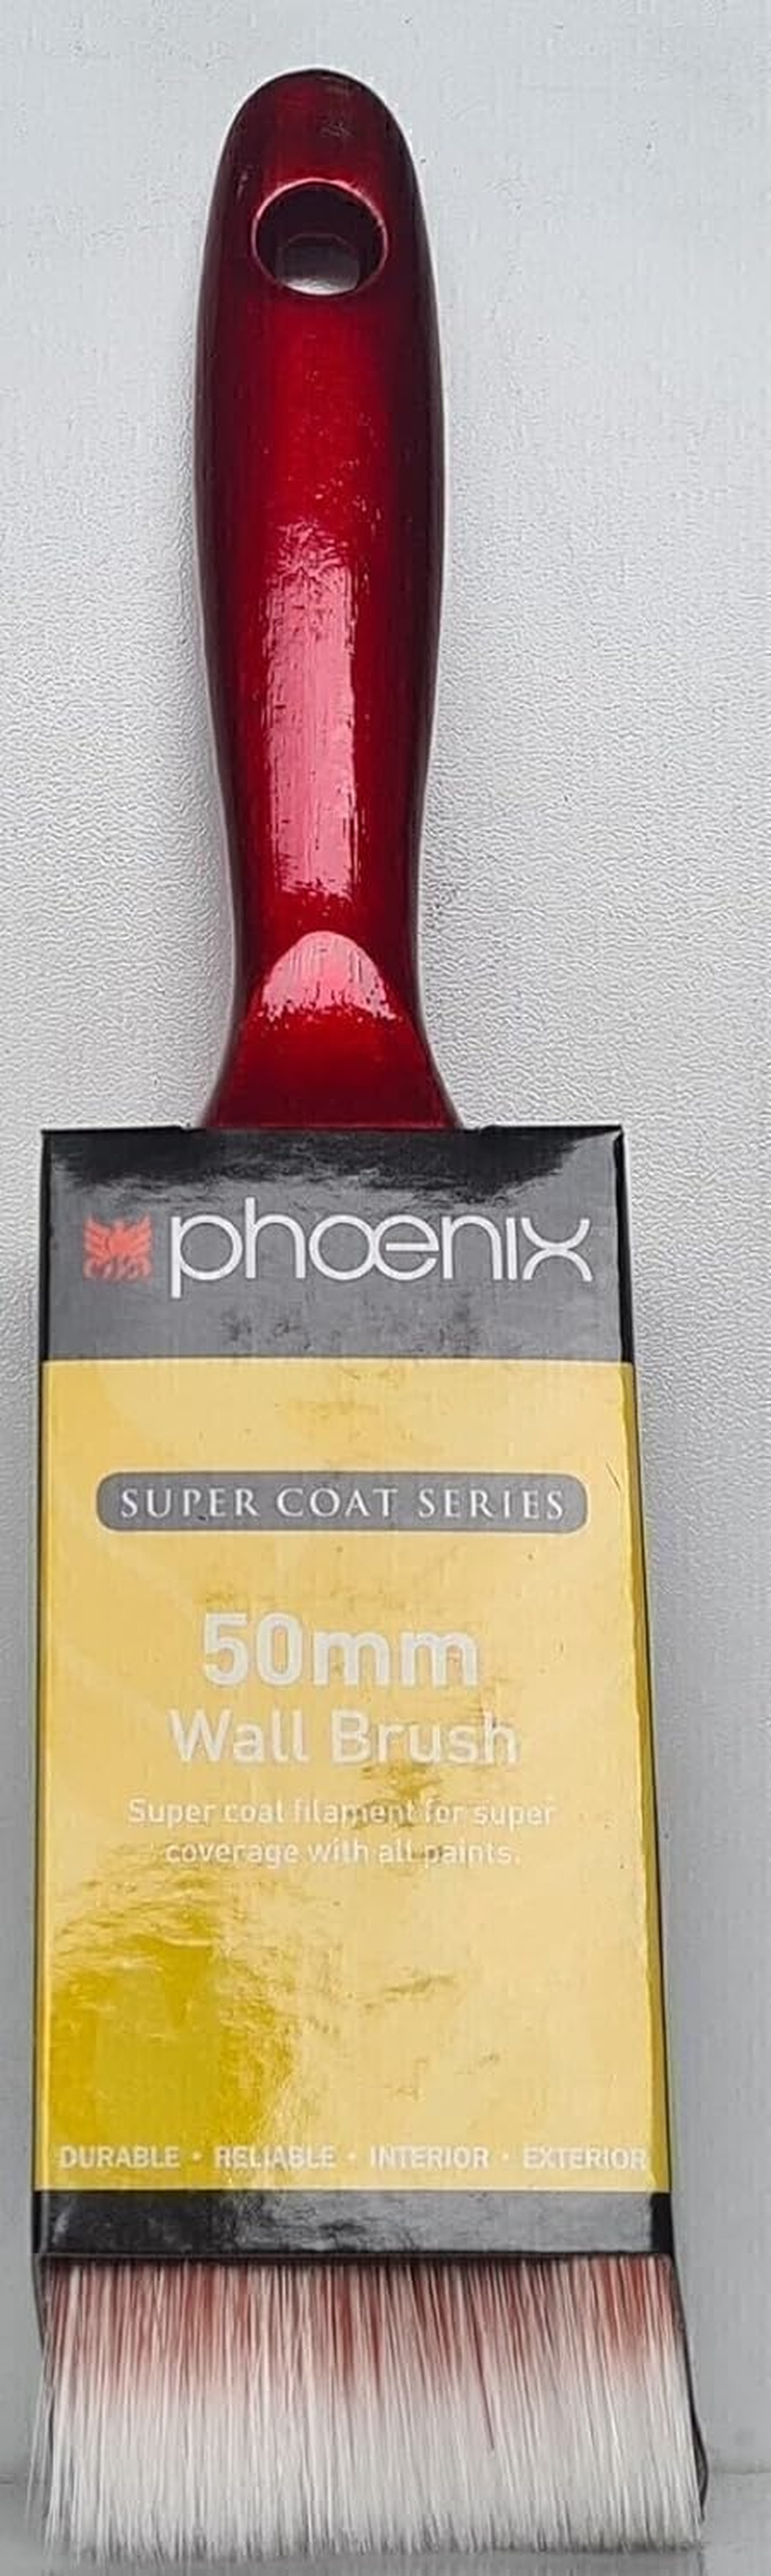 phoenix
SUPER COAT SERIES
50mm
Wall Brush
Super coat filament for super
coverage with all paints.
DURABLE • RELIABLE • INTERIOR • EXTERIOR